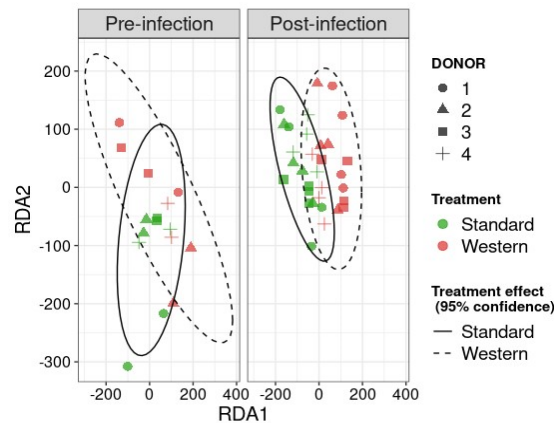 Pre-infection
Post-infection
200
100
0
-100
-200
-300
RDA2
-200
0
200
400
-200
0
200
400
RDA1
DONOR
1
2
3
4
Treatment
Standard
Western
Treatment effect
(95% confidence)
Standard
Western